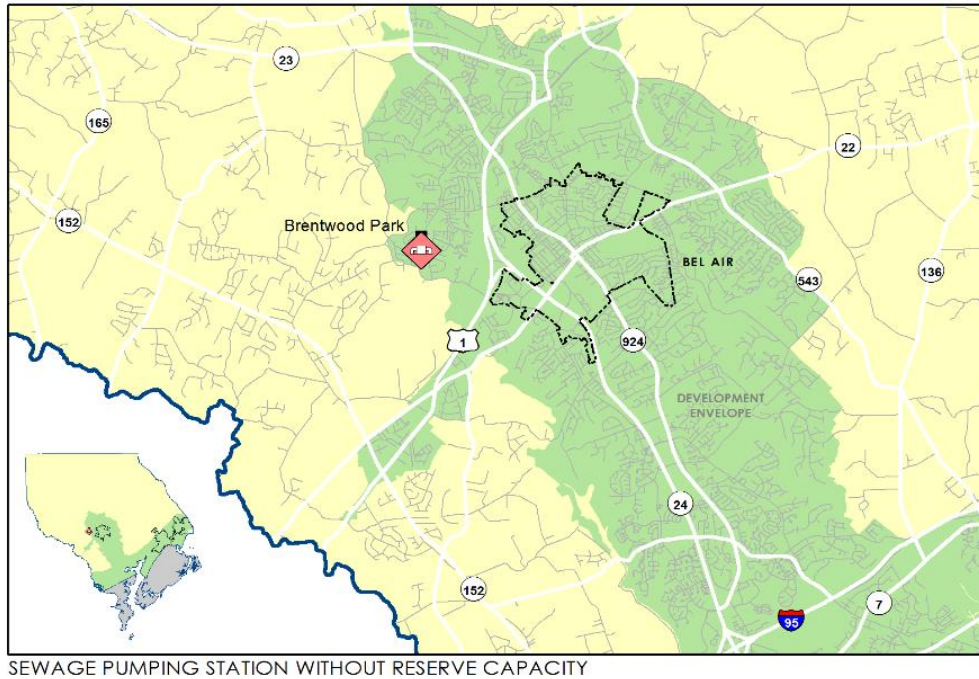 23
165
22
152
Brentwood Park
BEL AIR
136
543
1
924
DEVELOPMENT
ENVELOPE
24
152
7
95
SEWAGE PUMPING STATION WITHOUT RESERVE CAPACITY